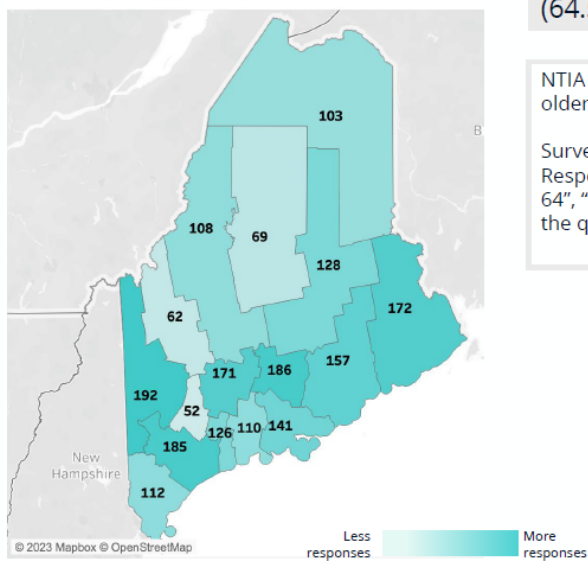 (64.
NTIA
older
Surve
Respo
64”, “
the q
103
B
108
69
128
172
62
157
186
171
192
52
126
110
141
185
New
Hampshire
112
Less
responses
More
responses
© 2023 Mapbox © OpenStreetMap